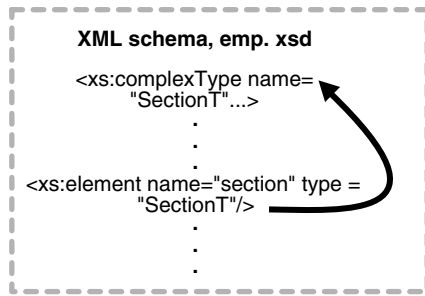 XML schema, emp. xsd
<xs:complexType name=
"SectionT"...>
.
.
.
<xs:element name="section" type =
"SectionT"/>
.
.
.